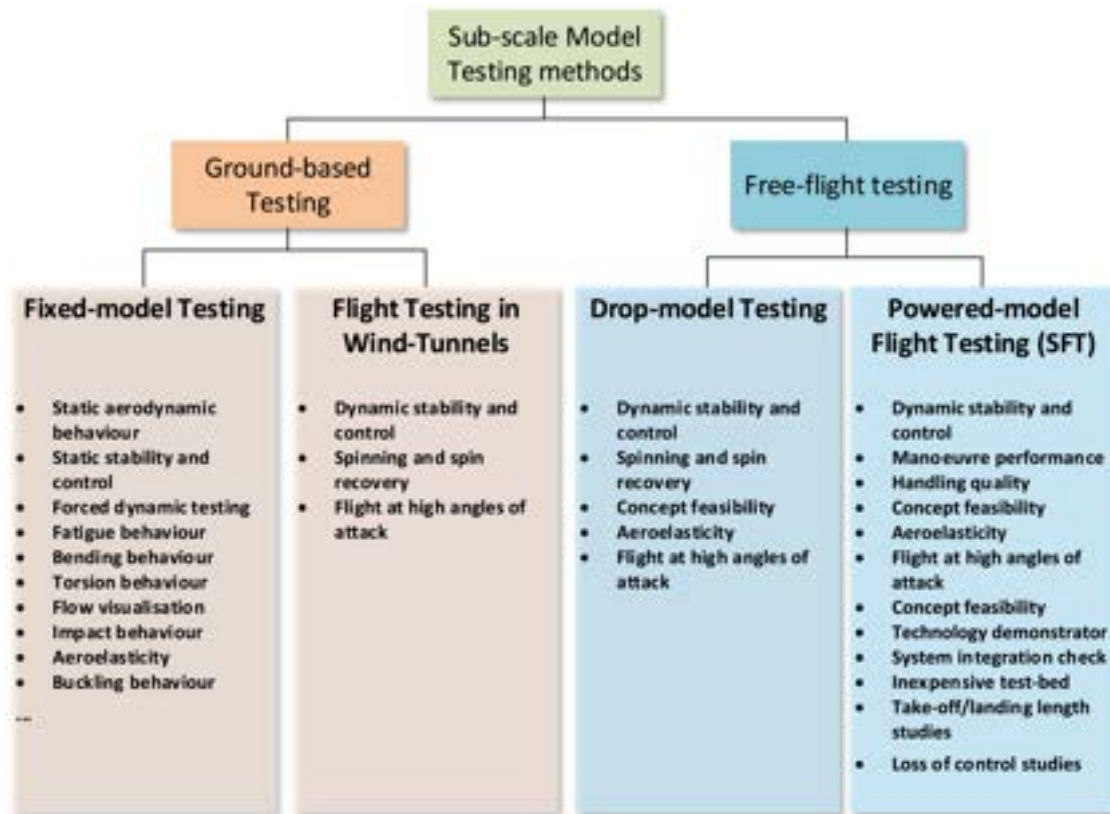 Sub-scale Model
Testing methods
Ground-based
Testing
Free-flight testing
Fixed-model Testing
• Static aerodynamic
behaviour
• Static stability and
control
• Forced dynamic testing
• Fatigue behaviour
• Bending behaviour
• Torsion behaviour
• Flow visualisation
• Impact behaviour
• Aeroelasticity
• Buckling behaviour
...
Flight Testing in
Wind-Tunnels
• Dynamic stability and
control
• Spinning and spin
recovery
• Flight at high angles of
attack
Drop-model Testing
• Dynamic stability and
control
• Spinning and spin
recovery
• Concept feasibility
• Aeroelasticity
• Flight at high angles of
attack
Powered-model
Flight Testing (SFT)
• Dynamic stability and
control
• Manoeuvre performance
• Handling quality
• Concept feasibility
• Aeroelasticity
• Flight at high angles of
attack
• Concept feasibility
• Technology demonstrator
• System integration check
• Inexpensive test-bed
• Take-off/landing length
studies
• Loss of control studies